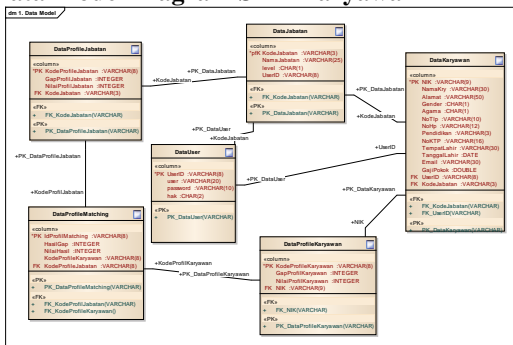 dm 1. Data Model
DataProfileJabatan
«column»
*PK KodeProfileJabatan :VARCHAR(8)
GapProfilJabatan :INTEGER
NilaiProfilJabatan :INTEGER
FK KodeJabatan :VARCHAR(3)
«FK»
+ FK_KodeJabatan(VARCHAR)
«PK»
+ PK_DataProfileJabatan(VARCHAR)
DataJabatan
«column»
*pfK KodeJabatan :VARCHAR(3)
NamaJabatan :VARCHAR(25)
level :CHAR(1)
UserID :VARCHAR(8)
«FK»
+ FK_KodeJabatan(VARCHAR)
«PK»
+ PK_DataJabatan(VARCHAR)
DataKaryawan
«column»
*PK NIK :VARCHAR(9)
NamaKry :VARCHAR(30)
Alamat :VARCHAR(50)
Gender :CHAR(1)
Agama :CHAR(1)
NoTlp :VARCHAR(10)
NoHp :VARCHAR(12)
Pendidikan :VARCHAR(3)
NoKTP :VARCHAR(16)
TempatLahir :VARCHAR(30)
TanggalLahir :DATE
Email :VARCHAR(30)
GajiPokok :DOUBLE
FK UserID :VARCHAR(8)
FK KodeJabatan :VARCHAR(3)
«FK»
+ FK_KodeJabatan(VARCHAR)
+ FK_UserID(VARCHAR)
«PK»
+ PK_DataKaryawan(VARCHAR)
DataUser
«column»
*PK UserID :VARCHAR(8)
user :VARCHAR(20)
password :VARCHAR(10)
hak :CHAR(2)
«PK»
+ PK_DataUser(VARCHAR)
DataProfileMatching
«column»
*PK IdProfilMatching :VARCHAR(8)
HasilGap :INTEGER
NilaiHasil :INTEGER
KodeProfileKaryawan :VARCHAR(8)
FK KodeProfileJabatan :VARCHAR(8)
«PK»
+ PK_DataProfileMatching(VARCHAR)
«FK»
+ FK_KodeProfilJabatan(VARCHAR)
+ FK_KodeProfileKaryawan()
DataProfileKaryawan
«column»
*PK KodeProfileKaryawan :VARCHAR(8)
GapProfilKaryawan :INTEGER
NilaiProfilKaryawan :INTEGER
FK NIK :VARCHAR(9)
«FK»
+ FK_NIK(VARCHAR)
«PK»
+ PK_DataProfileKaryawan(VARCHAR)
+PK_DataJabatan
+KodeJabatan
+PK_DataJabatan
+KodeJabatan
+PK_DataUser
+KodeJabatan
+UserID
+PK_DataUser
+PK_DataProfileJabatan
+KodeProfilJabatan
+PK_DataKaryawan
+NIK
+KodeProfilKaryawan
+PK_DataProfileKaryawan